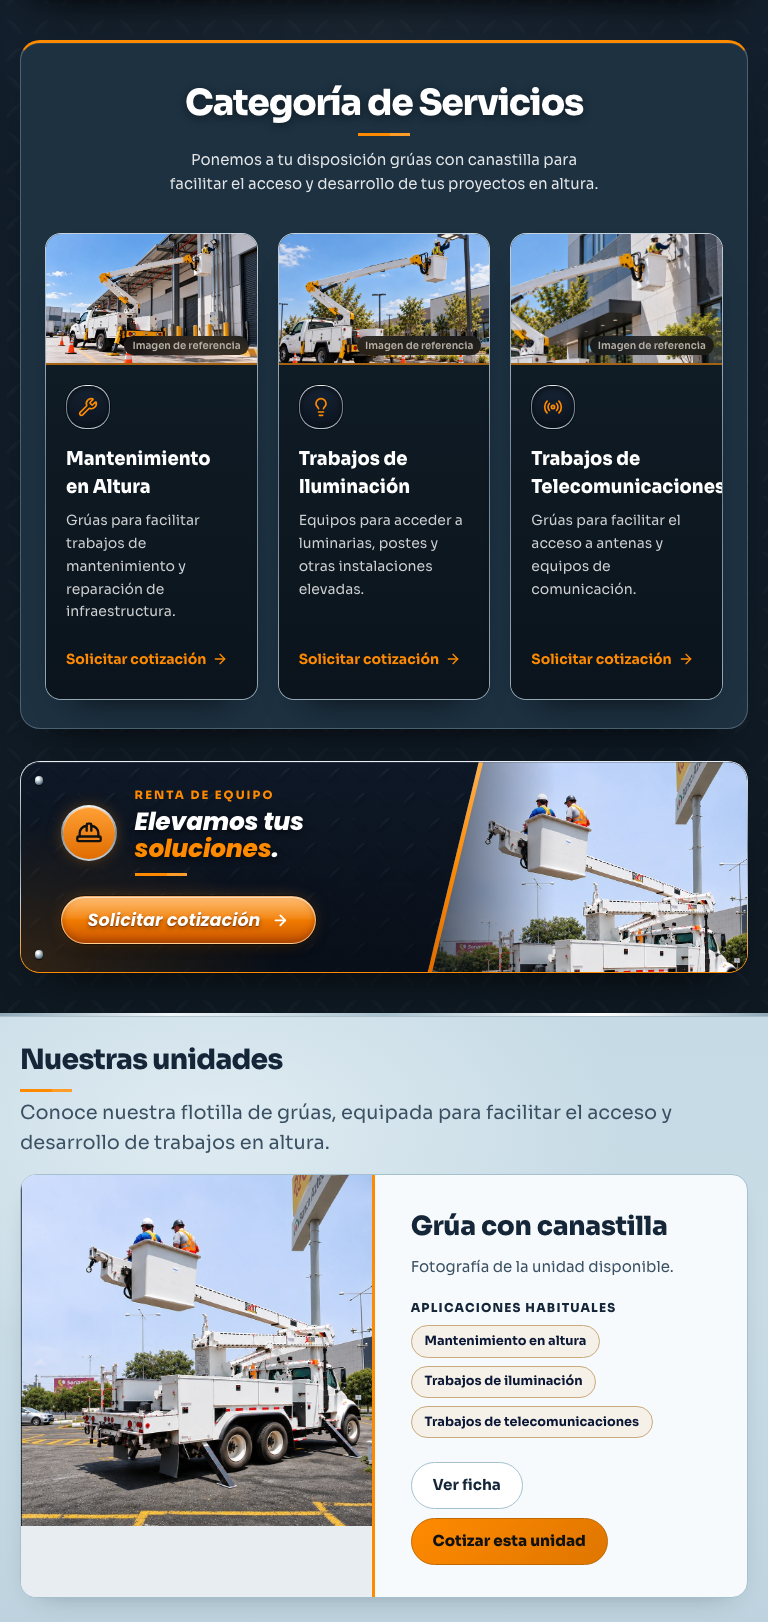 Categoría de Servicios
Ponemos a tu disposición grúas con canastilla para
facilitar el acceso y desarrollo de tus proyectos en altura.
Imagen de referencia
Mantenimiento
en Altura
Grúas para facilitar
trabajos de
mantenimiento y
reparación de
infraestructura.
Solicitar cotización →
Imagen de referencia
Trabajos de
Iluminación
Equipos para acceder a
luminarias, postes y
otras instalaciones
elevadas.
Solicitar cotización →
Imagen de referencia
Trabajos de
Telecomunicaciones
Grúas para facilitar el
acceso a antenas y
equipos de
comunicación.
Solicitar cotización →
RENTA DE EQUIPO
Elevamos tus
soluciones.
Solicitar cotización →
Nuestras unidades
Conoce nuestra flotilla de grúas, equipada para facilitar el acceso y
desarrollo de trabajos en altura.
Grúa con canastilla
Fotografía de la unidad disponible.
APLICACIONES HABITUALES
Mantenimiento en altura
Trabajos de iluminación
Trabajos de telecomunicaciones
Ver ficha
Cotizar esta unidad